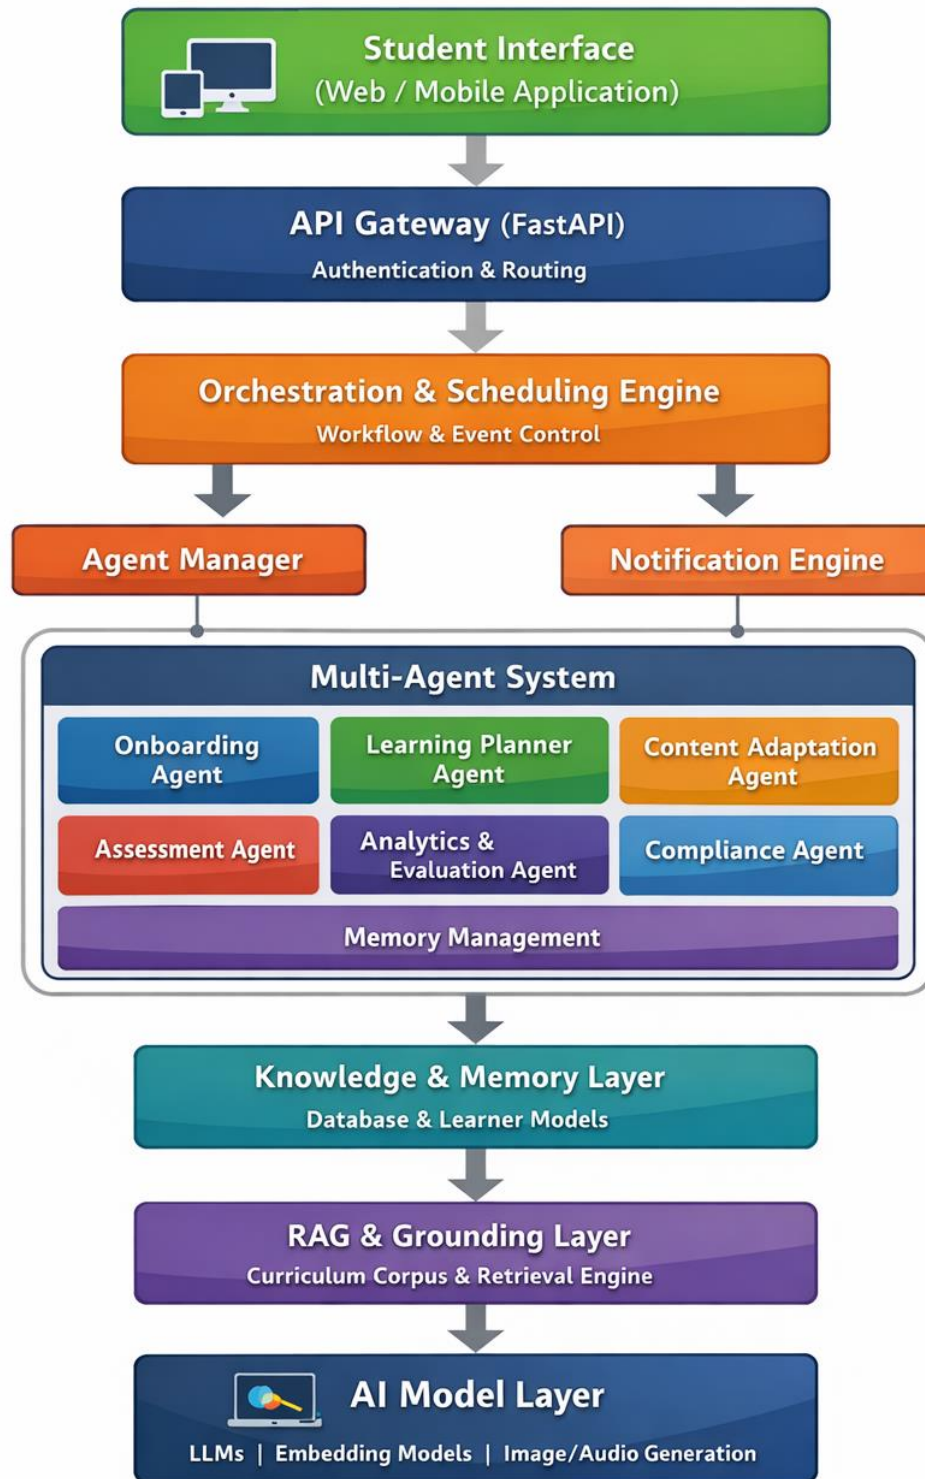 Student Interface
(Web / Mobile Application)
API Gateway (FastAPI)
Authentication & Routing
Orchestration & Scheduling Engine
Workflow & Event Control
Agent Manager
Notification Engine
Multi-Agent System
Onboarding
Agent
Learning Planner
Agent
Content Adaptation
Agent
Assessment Agent
Analytics &
Evaluation Agent
Compliance Agent
Memory Management
Knowledge & Memory Layer
Database & Learner Models
RAG & Grounding Layer
Curriculum Corpus & Retrieval Engine
AI Model Layer
LLMs | Embedding Models | Image/Audio Generation